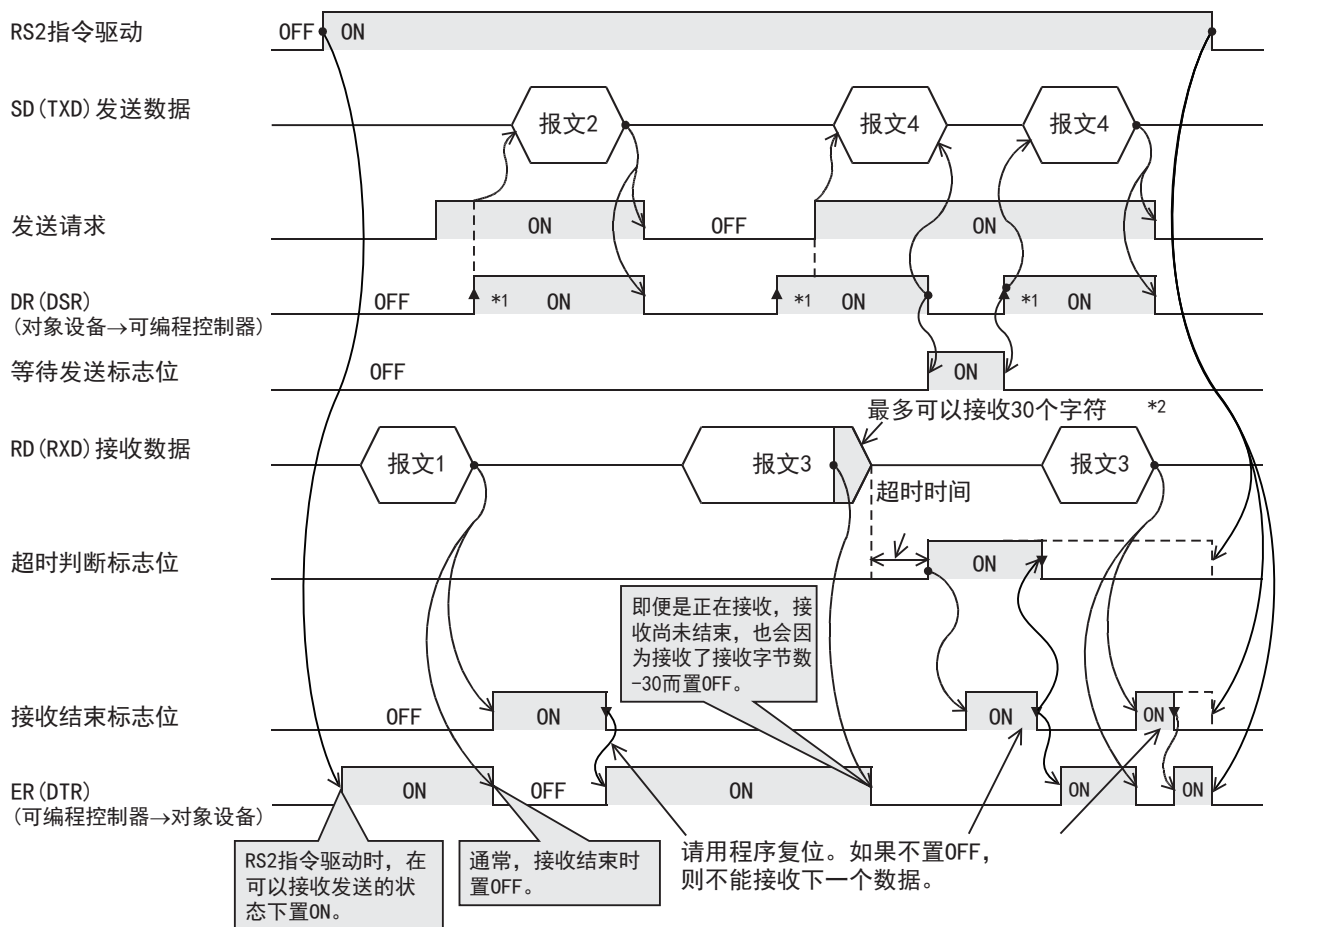 RS2指令驱动 OFF ON
SD(TXD)发送数据 报文2 报文4 报文4
发送请求 ON OFF ON
DR(DSR) OFF *1 ON *1 ON *1 ON
(对象设备→可编程控制器)
等待发送标志位 OFF ON
最多可以接收30个字符 *2
RD(RXD)接收数据 报文1 报文3 报文3
超时时间
超时判断标志位 ON
即便是正在接收，接
收尚未结束，也会因
为接收了接收字节数
-30而置OFF。
接收结束标志位 OFF ON ON ON
ER(DTR) ON OFF ON ON ON
(可编程控制器→对象设备)
RS2指令驱动时，在
可以接收发送的状
态下置ON。
通常，接收结束时
置OFF。
请用程序复位。如果不置OFF，
则不能接收下一个数据。